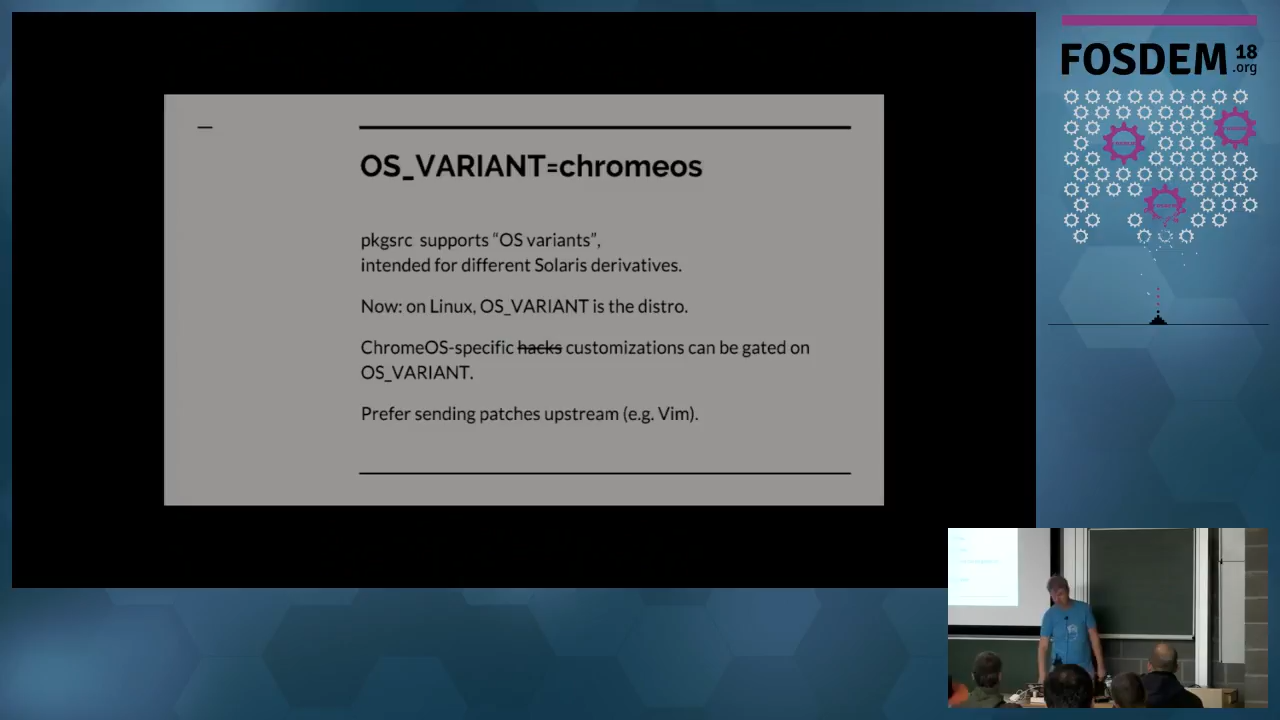 OS_VARIANT=chromeos
pkgsrc supports “OS variants”,
intended for different Solaris derivatives.
Now: on Linux, OS_VARIANT is the distro.
ChromeOS-specific hacks customizations can be gated on
OS_VARIANT.
Prefer sending patches upstream (e.g. Vim).
FOSDEM 18
.org